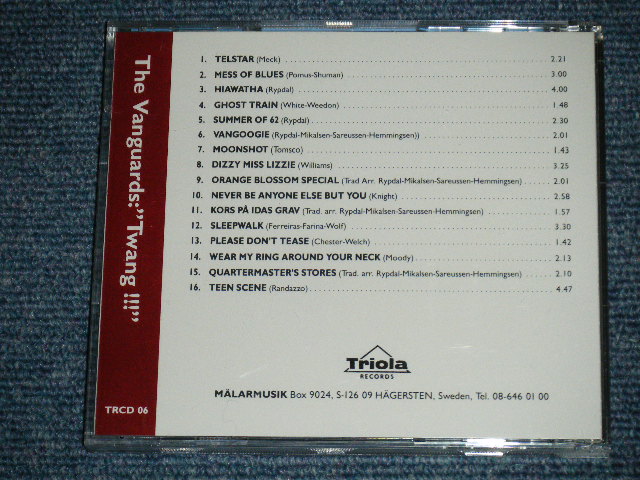 The Vanguards:"Twang !!!"
TRCD 06
1. TELSTAR (Meck) 2.21
2. MESS OF BLUES (Pomus-Shuman) 3.00
3. HIAWATHA (Rypdal) 4.00
4. GHOST TRAIN (White-Weedon) 1.48
5. SUMMER OF 62 (Rypdal) 2.30
6. VANGOOGIE (Rypdal-Mikalsen-Sareussen-Hemmingsen)) 2.01
7. MOONSHOT (Tomsco) 1.43
8. DIZZY MISS LIZZIE (Williams) 3.25
9. ORANGE BLOSSOM SPECIAL (Trad Arr. Rypdal-Mikalsen-Sareussen-Hemmingsen) 2.01
10. NEVER BE ANYONE ELSE BUT YOU (Knight) 2.58
11. KORS PÅ IDAS GRAV (Trad. arr. Rypdal-Mikalsen-Sareussen-Hemmingsen) 1.57
12. SLEEPWALK (Ferreiras-Farina-Wolf) 3.30
13. PLEASE DON'T TEASE (Chester-Welch) 1.42
14. WEAR MY RING AROUND YOUR NECK (Moody) 2.13
15. QUARTERMASTER'S STORES (Trad. arr. Rypdal-Mikalsen-Sareussen-Hemmingsen) 2.10
16. TEEN SCENE (Randazzo) 4.47
Triola
RECORDS
MÄLARMUSIK Box 9024, S-126 09 HÄGERSTEN, Sweden, Tel. 08-646 01 00